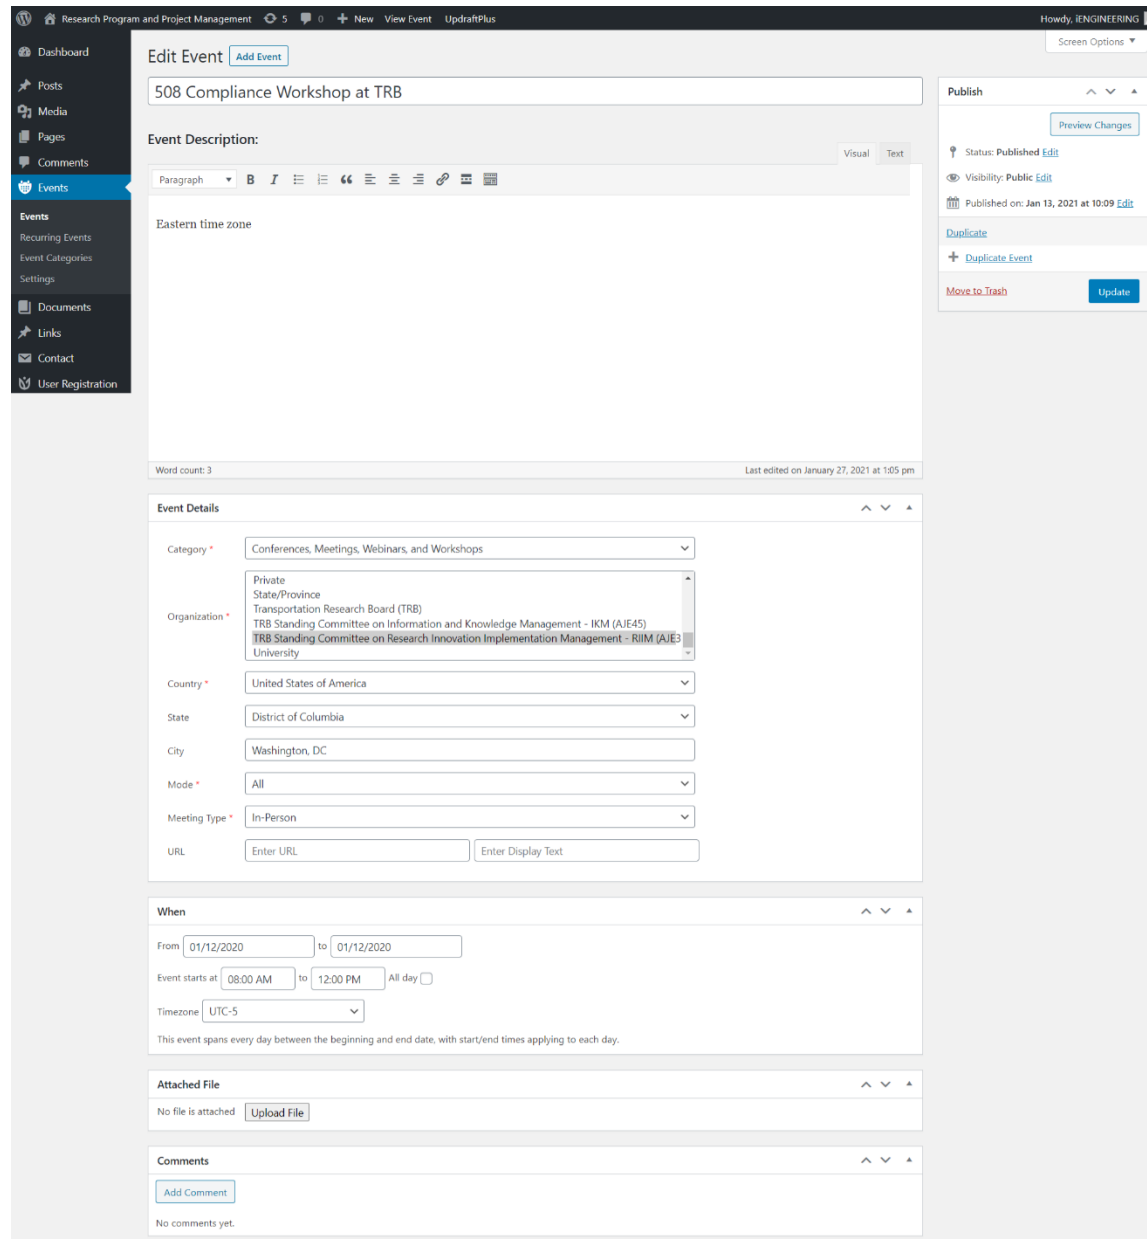 Research Program and Project Management 5 0 New View Event UpdraftPlus Howdy, iENGINEERING
Screen Options
Dashboard
Posts
Media
Pages
Comments
Events
Events
Recurring Events
Event Categories
Settings
Documents
Links
Contact
User Registration
Edit Event Add Event
508 Compliance Workshop at TRB
Event Description:
Visual Text
Paragraph B I
Eastern time zone
Word count: 3 Last edited on January 27, 2021 at 1:05 pm
Publish
Preview Changes
Status: Published Edit
Visibility: Public Edit
Published on: Jan 13, 2021 at 10:09 Edit
Duplicate
Duplicate Event
Move to Trash Update
Event Details
Category * Conferences, Meetings, Webinars, and Workshops
Organization *
Private
State/Province
Transportation Research Board (TRB)
TRB Standing Committee on Information and Knowledge Management - IKM (AJE45)
TRB Standing Committee on Research Innovation Implementation Management - RIIM (AJE3
University
Country * United States of America
State District of Columbia
City Washington, DC
Mode * All
Meeting Type * In-Person
URL Enter URL Enter Display Text
When
From 01/12/2020 to 01/12/2020
Event starts at 08:00 AM to 12:00 PM All day
Timezone UTC-5
This event spans every day between the beginning and end date, with start/end times applying to each day.
Attached File
No file is attached Upload File
Comments
Add Comment
No comments yet.